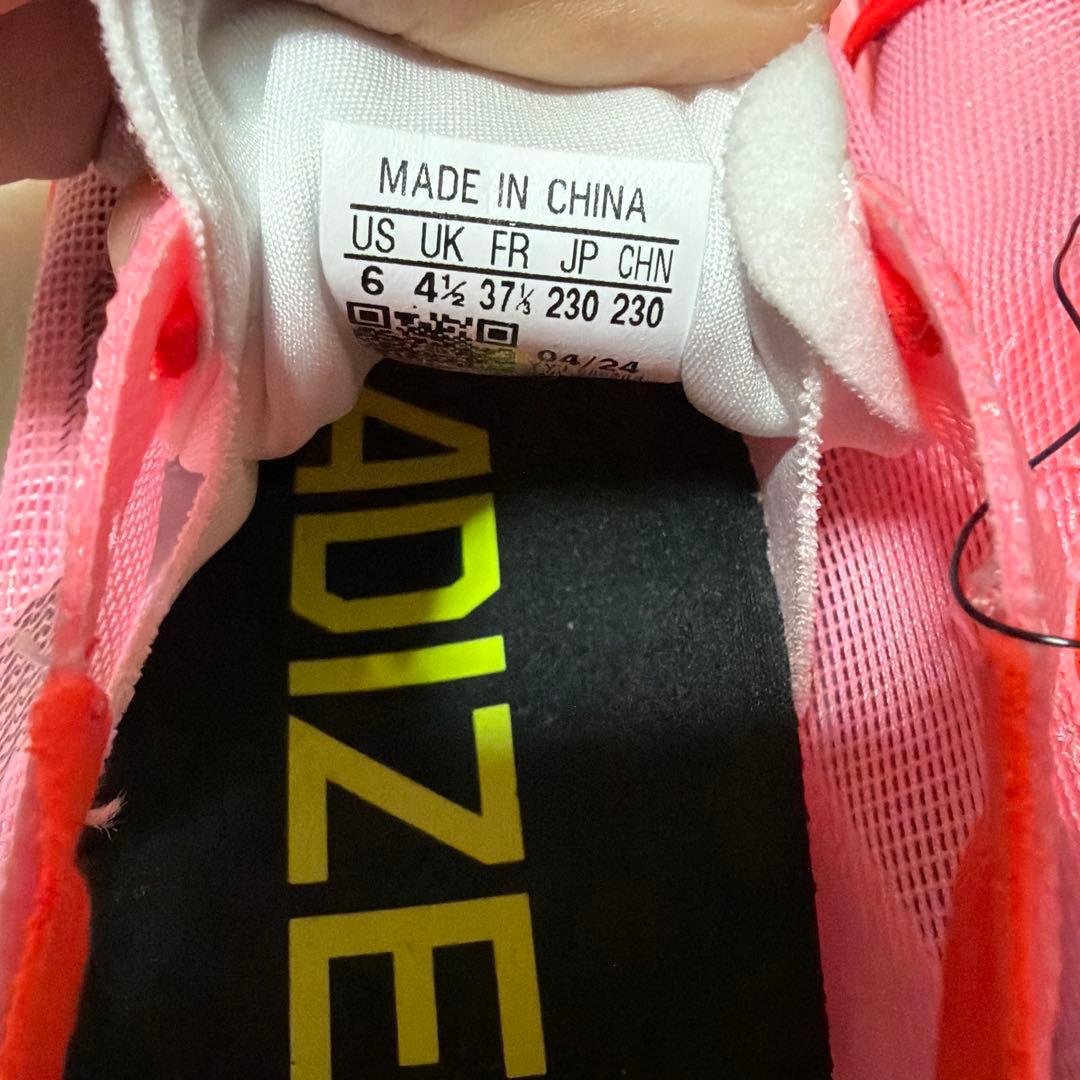 MADE IN CHINA
US UK FR JP CHN
6 4½ 37⅓ 230 230
04/24
ADIZE